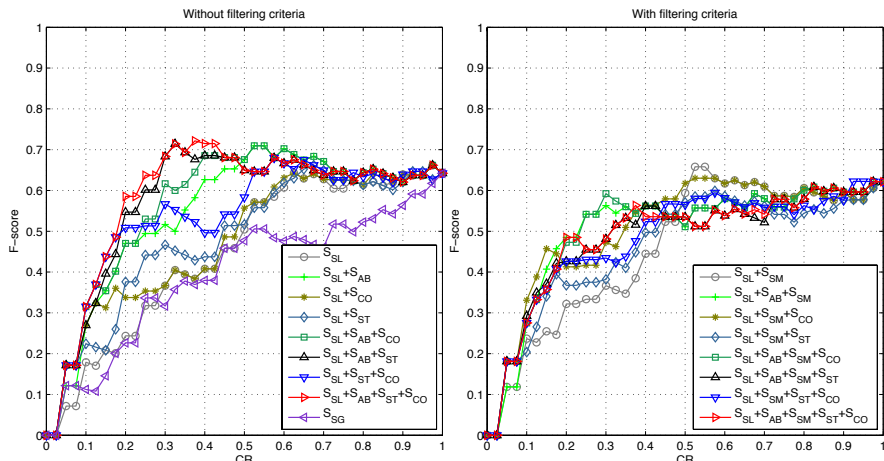 Without filtering criteria
1
0.9
0.8
0.7
0.6
0.5
0.4
0.3
0.2
0.1
0
F−score
0 0.1 0.2 0.3 0.4 0.5 0.6 0.7 0.8 0.9 1
CR
S_SL
S_SL+S_AB
S_SL+S_CO
S_SL+S_ST
S_SL+S_AB+S_CO
S_SL+S_AB+S_ST
S_SL+S_ST+S_CO
S_SL+S_AB+S_ST+S_CO
S_SG
With filtering criteria
1
0.9
0.8
0.7
0.6
0.5
0.4
0.3
0.2
0.1
0
F−score
0 0.1 0.2 0.3 0.4 0.5 0.6 0.7 0.8 0.9 1
CR
S_SL+S_SM
S_SL+S_AB+S_SM
S_SL+S_SM+S_CO
S_SL+S_SM+S_ST
S_SL+S_AB+S_SM+S_CO
S_SL+S_AB+S_SM+S_ST
S_SL+S_SM+S_ST+S_CO
S_SL+S_AB+S_SM+S_ST+S_CO